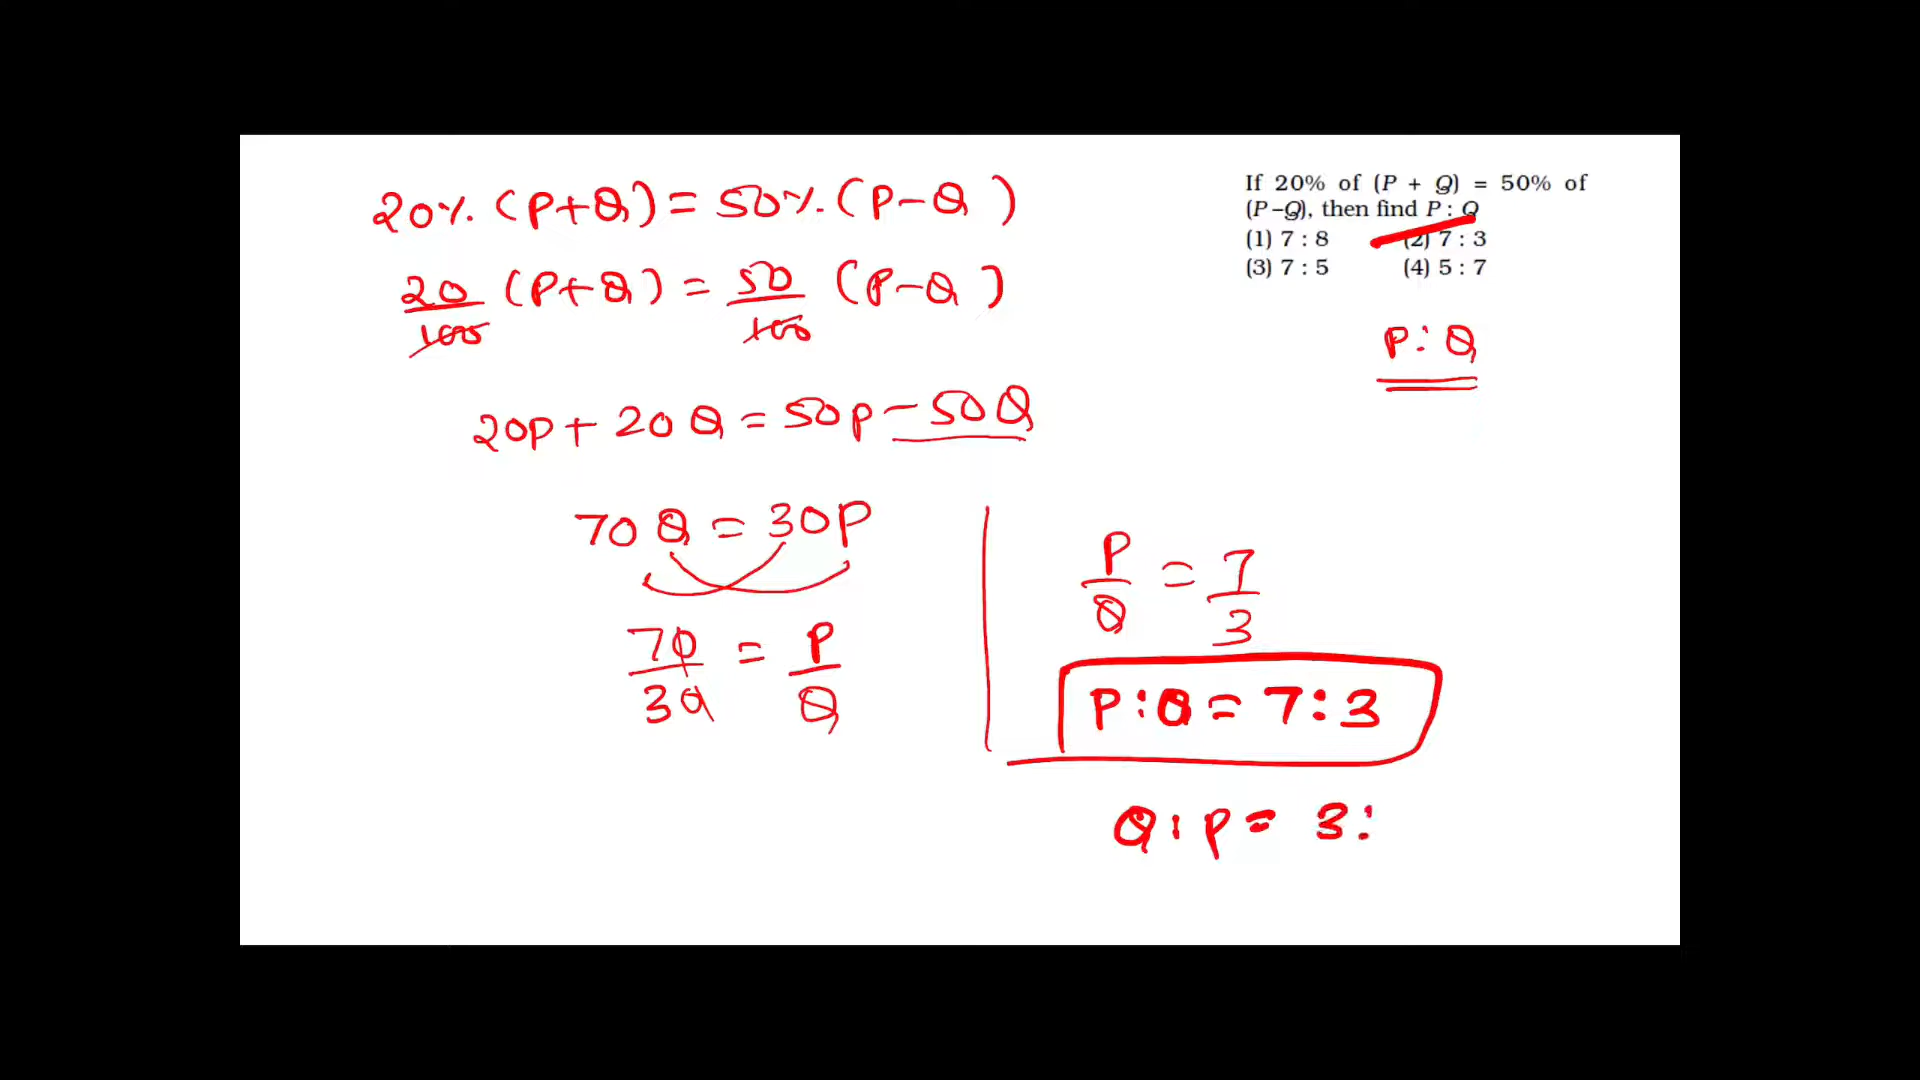 20% (P+Q) = 50% (P-Q)
20/100 (P+Q) = 50/100 (P-Q)
20P + 20Q = 50P - 50Q
70Q = 30P
70/30 = P/Q
If 20% of (P + Q) = 50% of
(P-Q), then find P : Q
(1) 7 : 8 (2) 7 : 3
(3) 7 : 5 (4) 5 : 7
P : Q
P/Q = 7/3
P : Q = 7 : 3
Q : P = 3 :